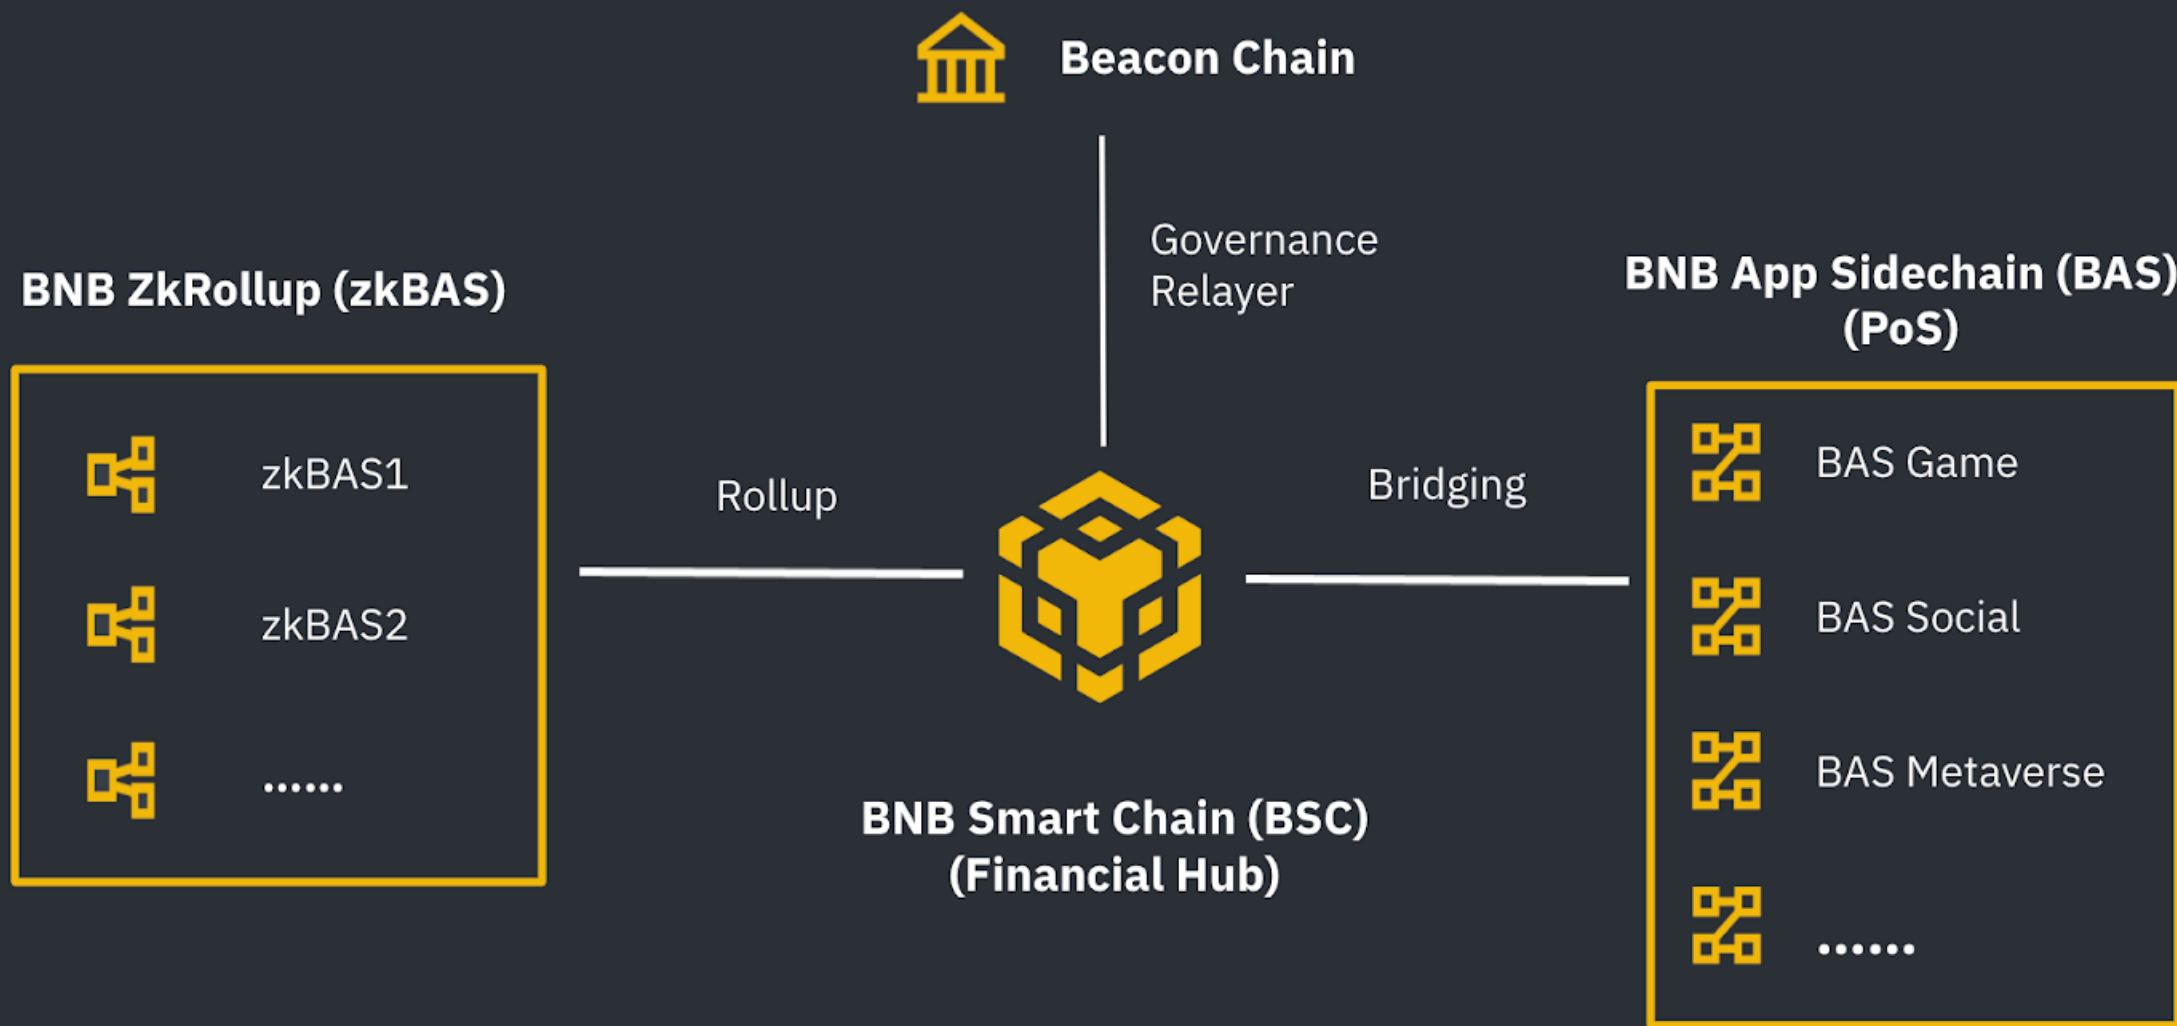 Beacon Chain
Governance
Relayer
BNB ZkRollup (zkBAS)
zkBAS1
zkBAS2
......
Rollup
Bridging
BNB Smart Chain (BSC)
(Financial Hub)
BNB App Sidechain (BAS)
(PoS)
BAS Game
BAS Social
BAS Metaverse
......